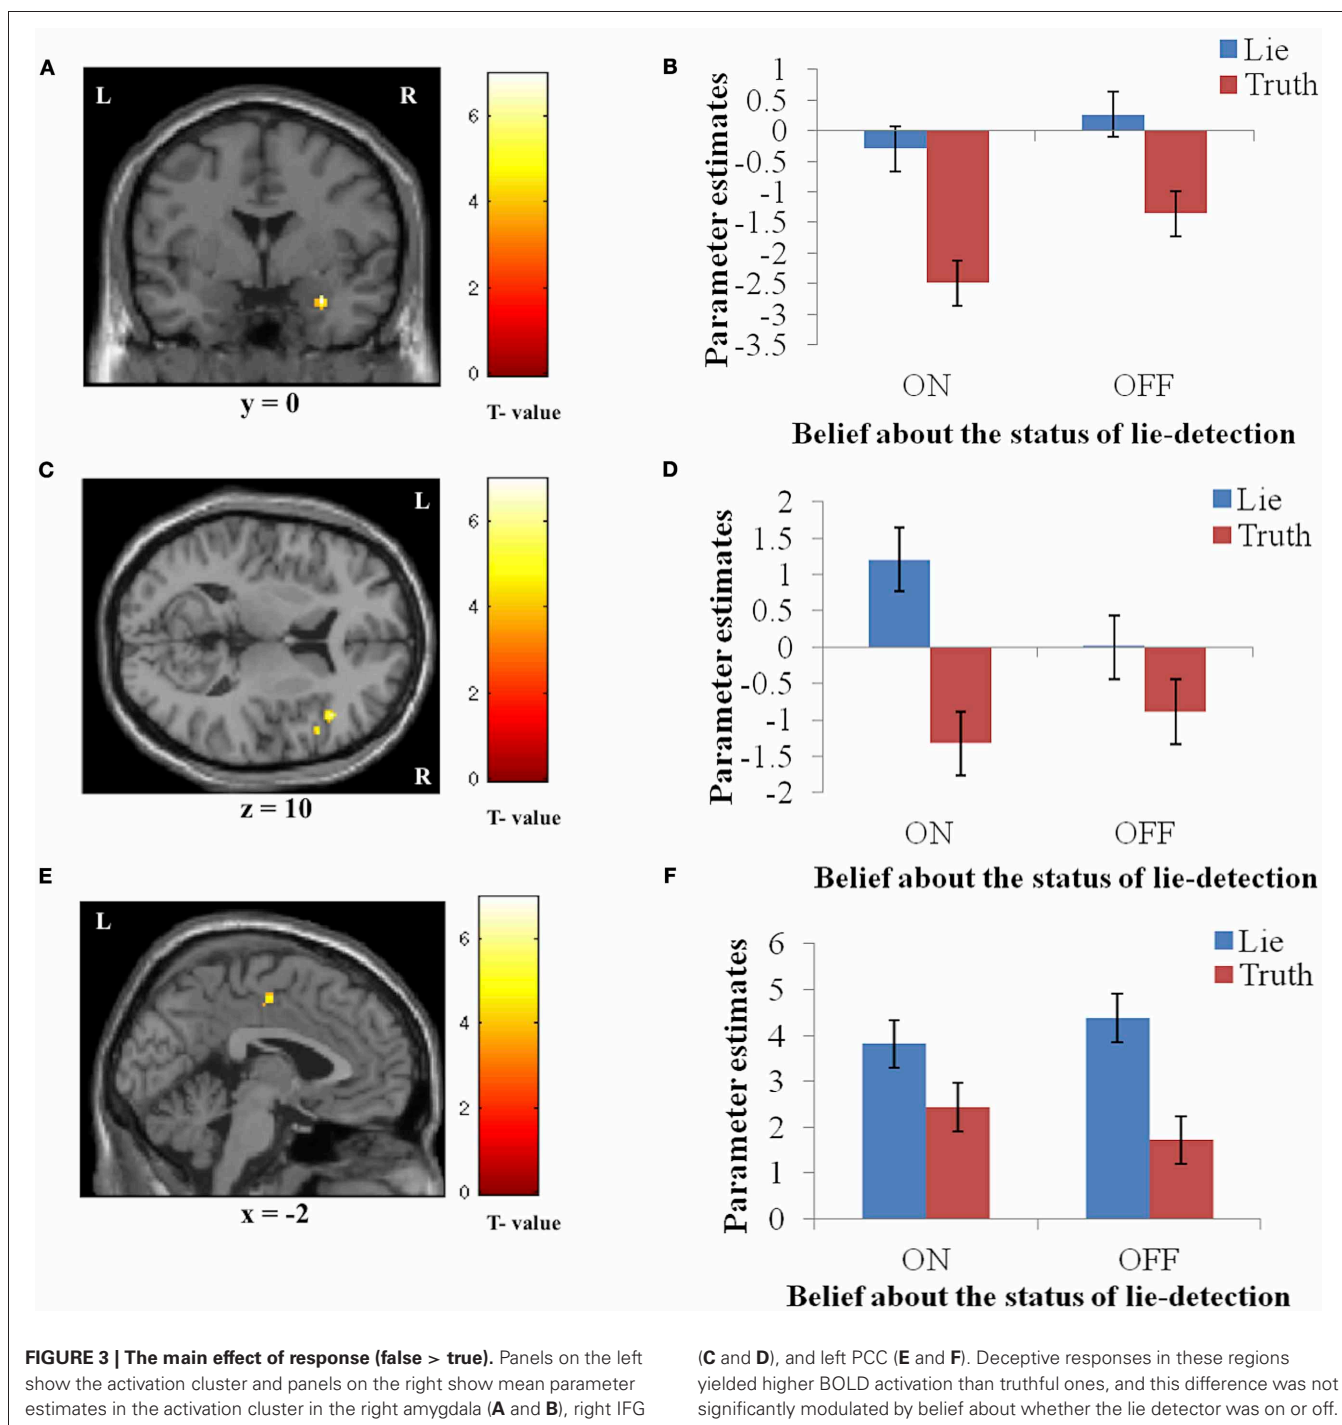 A
L
R
6
4
2
0
y = 0
T- value
B
Lie
Truth
Parameter estimates
1
0.5
0
-0.5
-1
-1.5
-2
-2.5
-3
-3.5
ON
OFF
Belief about the status of lie-detection
C
L
R
6
4
2
0
z = 10
T- value
D
Lie
Truth
Parameter estimates
2
1.5
1
0.5
0
-0.5
-1
-1.5
-2
ON
OFF
Belief about the status of lie-detection
E
L
6
4
2
0
x = -2
T- value
F
Lie
Truth
Parameter estimates
6
5
4
3
2
1
0
ON
OFF
Belief about the status of lie-detection
FIGURE 3 | The main effect of response (false > true). Panels on the left
show the activation cluster and panels on the right show mean parameter
estimates in the activation cluster in the right amygdala (A and B), right IFG
(C and D), and left PCC (E and F). Deceptive responses in these regions
yielded higher BOLD activation than truthful ones, and this difference was not
significantly modulated by belief about whether the lie detector was on or off.